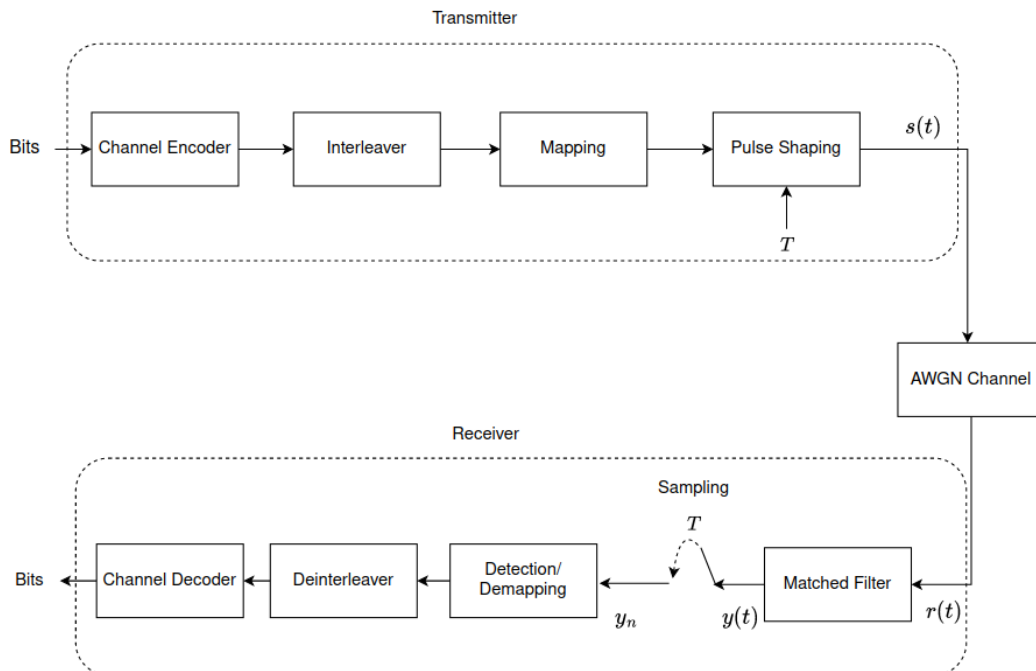 Transmitter
Bits
Channel Encoder
Interleaver
Mapping
Pulse Shaping
s(t)
T
AWGN Channel
Receiver
Sampling
T
Bits
Channel Decoder
Deinterleaver
Detection/
Demapping
y_n
y(t)
Matched Filter
r(t)